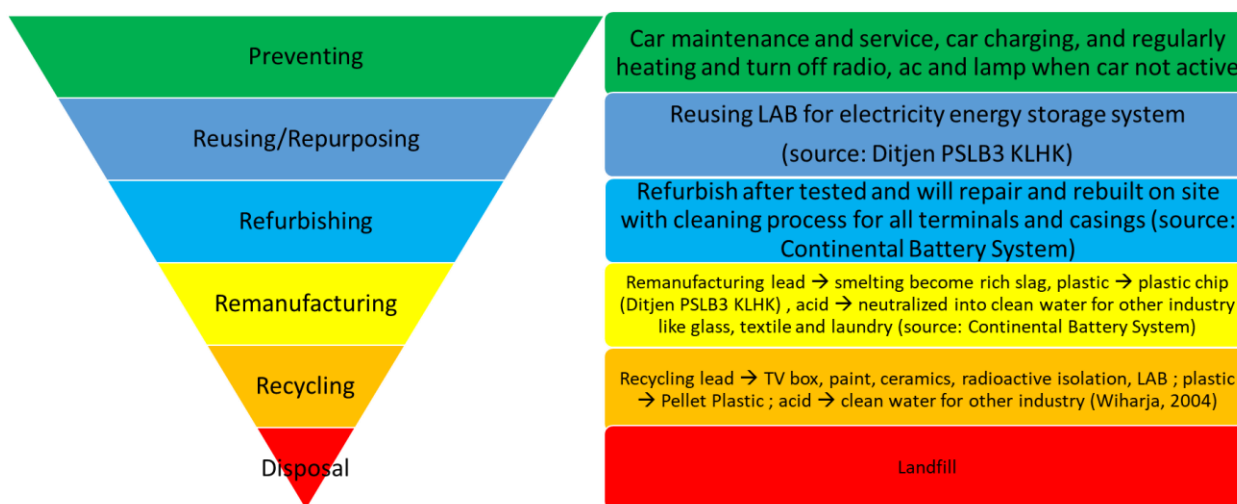 Preventing
Car maintenance and service, car charging, and regularly
heating and turn off radio, ac and lamp when car not active
Reusing/Repurposing
Reusing LAB for electricity energy storage system
(source: Ditjen PSLB3 KLHK)
Refurbishing
Refurbish after tested and will repair and rebuilt on site
with cleaning process for all terminals and casings (source:
Continental Battery System)
Remanufacturing
Remanufacturing lead → smelting become rich slag, plastic → plastic chip
(Ditjen PSLB3 KLHK) , acid → neutralized into clean water for other industry
like glass, textile and laundry (source: Continental Battery System)
Recycling
Recycling lead → TV box, paint, ceramics, radioactive isolation, LAB ; plastic
→ Pellet Plastic ; acid → clean water for other industry (Wiharja, 2004)
Disposal
Landfill